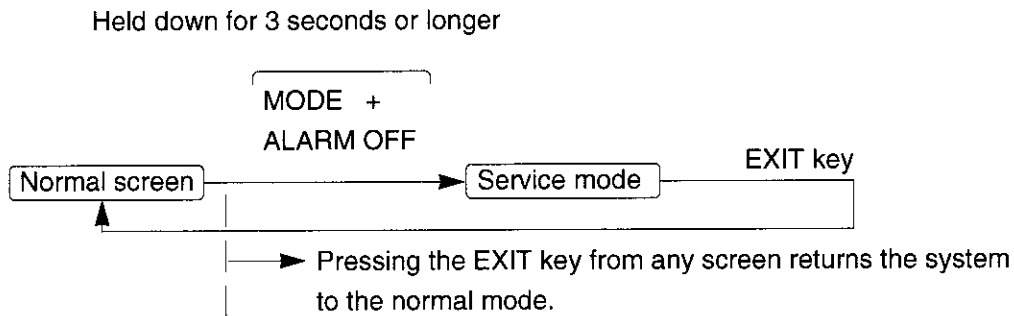 Held down for 3 seconds or longer
MODE +
ALARM OFF
Normal screen
Service mode
EXIT key
Pressing the EXIT key from any screen returns the system
to the normal mode.